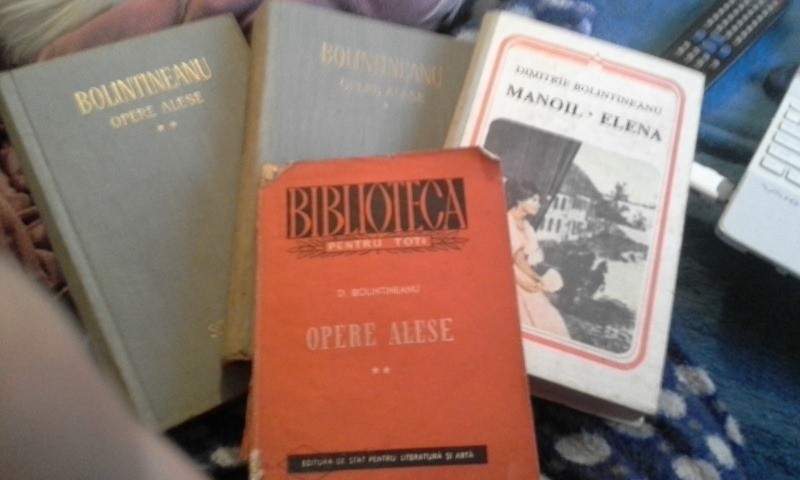 BOLINTINEANU
OPERE ALESE
**
BOLINTINEANU
OPERE ALESE
*
DIMITRIE BOLINTINEANU
MANOIL • ELENA
BIBLIOTECA
PENTRU TOȚI
D. BOLINTINEANU
OPERE ALESE
**
EDITURA DE STAT PENTRU LITERATURĂ ȘI ARTĂ
VAIO